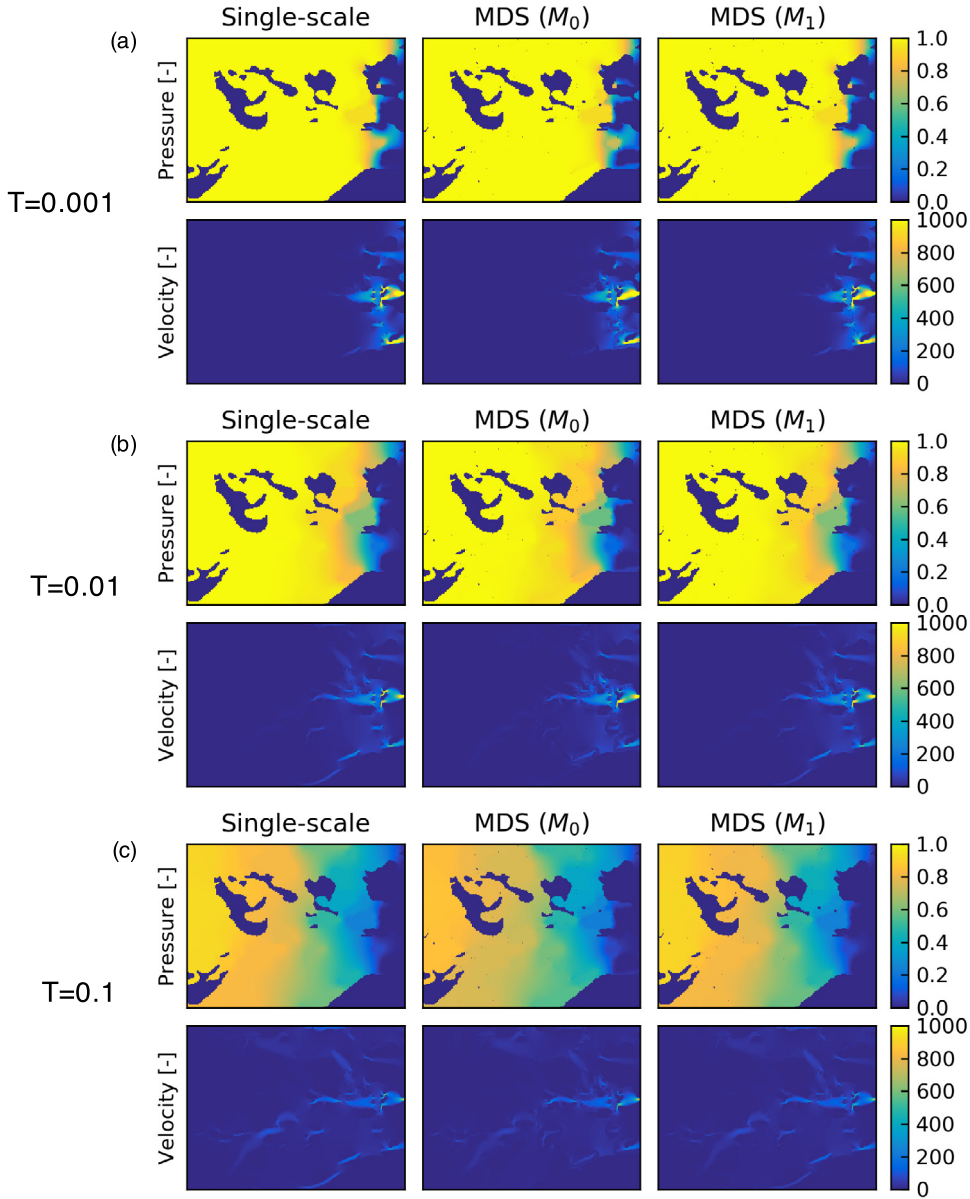 Single-scale MDS (M₀) MDS (M₁)
(a)
Pressure [-]
1.0
0.8
0.6
0.4
0.2
0.0
T=0.001
Velocity [-]
1000
800
600
400
200
0
Single-scale MDS (M₀) MDS (M₁)
(b)
Pressure [-]
1.0
0.8
0.6
0.4
0.2
0.0
T=0.01
Velocity [-]
1000
800
600
400
200
0
Single-scale MDS (M₀) MDS (M₁)
(c)
Pressure [-]
1.0
0.8
0.6
0.4
0.2
0.0
T=0.1
Velocity [-]
1000
800
600
400
200
0